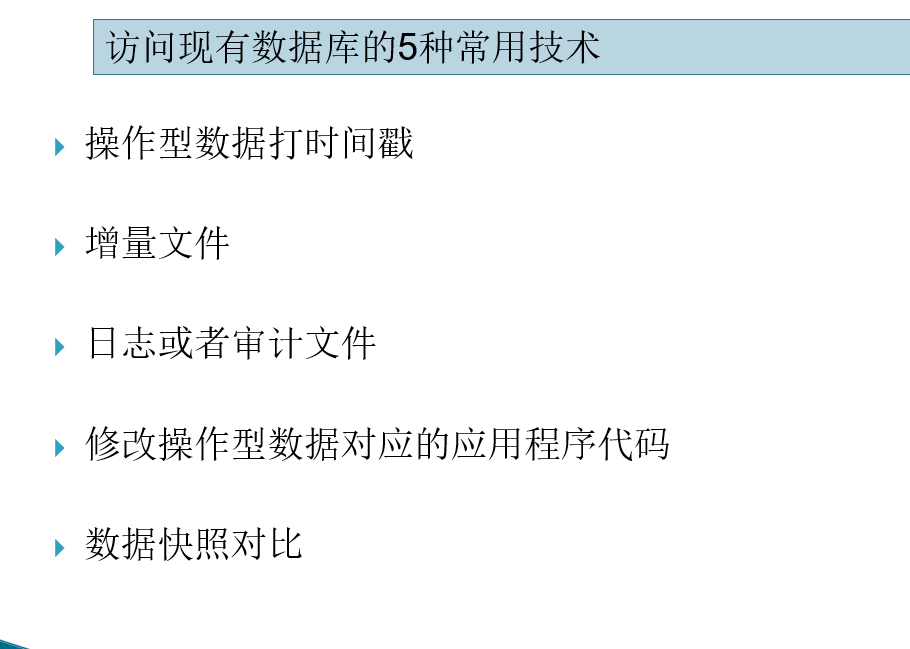 访问现有数据库的5种常用技术
操作型数据打时间戳
增量文件
日志或者审计文件
修改操作型数据对应的应用程序代码
数据快照对比